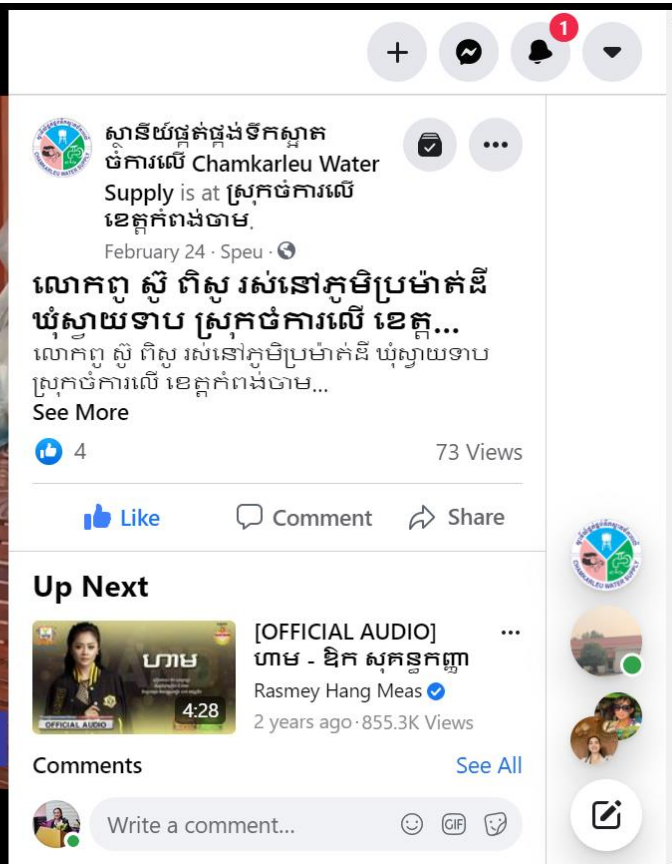 1
ស្ថានីយ៍ផ្គត់ផ្គង់ទឹកស្អាត
ចំការលើ Chamkarleu Water
Supply is at ស្រុកចំការលើ
ខេត្តកំពង់ចាម.
February 24 · Speu ·
លោកពូ ស៊ូ ពិសូ រស់នៅភូមិប្រម៉ាត់ដី
ឃុំស្វាយទាប ស្រុកចំការលើ ខេត្ត...
លោកពូ ស៊ូ ពិសូ រស់នៅភូមិប្រម៉ាត់ដី ឃុំស្វាយទាប
ស្រុកចំការលើ ខេត្តកំពង់ចាម...
See More
4
73 Views
Like
Comment
Share
Up Next
ហាម
OFFICIAL AUDIO
4:28
[OFFICIAL AUDIO]
ហាម - ឱក សុគន្ធកញ្ញា
Rasmey Hang Meas
2 years ago · 855.3K Views
Comments
See All
Write a comment...
GIF
CHAMKARLEU WATER SUPPLY